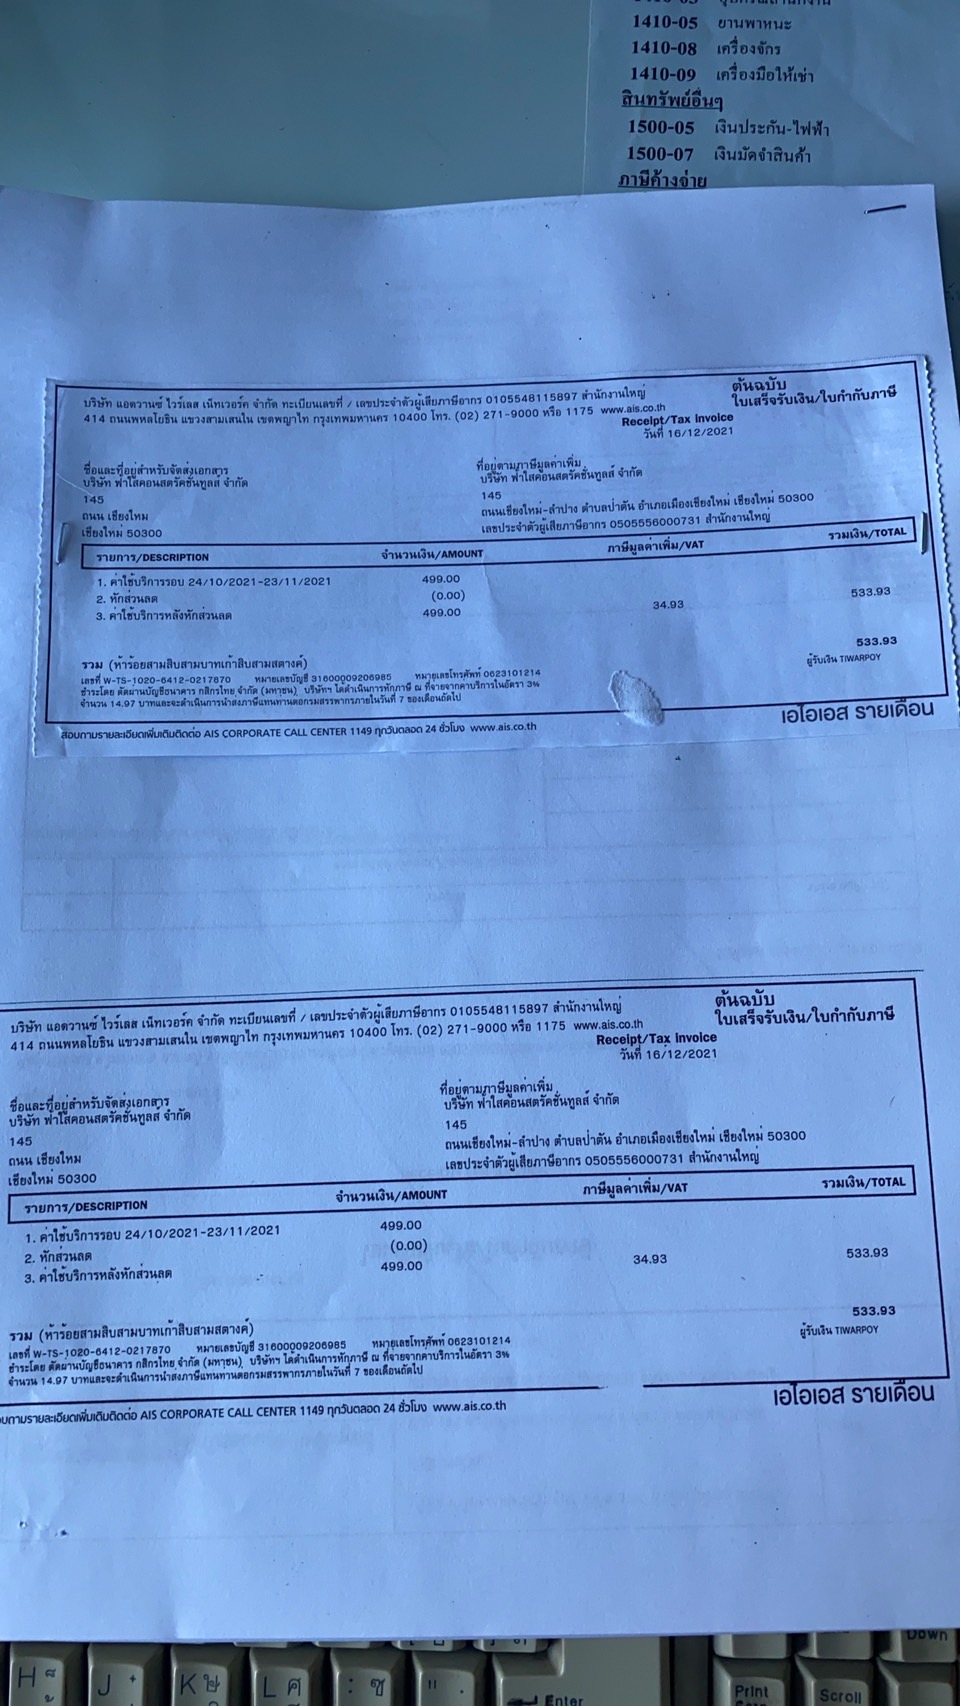 1410-05 ยานพาหนะ
1410-08 เครื่องจักร
1410-09 เครื่องมือให้เช่า
สินทรัพย์อื่นๆ
1500-05 เงินประกัน-ไฟฟ้า
1500-07 เงินมัดจำสินค้า
ภาษีค้างจ่าย
ต้นฉบับ
บริษัท แอดวานซ์ ไวร์เลส เน็ทเวอร์ค จำกัด ทะเบียนเลขที่ / เลขประจำตัวผู้เสียภาษีอากร 0105548115897 สำนักงานใหญ่
ใบเสร็จรับเงิน/ใบกำกับภาษี
414 ถนนพหลโยธิน แขวงสามเสนใน เขตพญาไท กรุงเทพมหานคร 10400 โทร. (02) 271-9000 หรือ 1175 www.ais.co.th
Receipt/Tax Invoice
วันที่ 16/12/2021
ชื่อและที่อยู่สำหรับจัดส่งเอกสาร
บริษัท ฟ้าใสคอนสตรัคชั่นทูลส์ จำกัด
145
ถนน เชียงใหม
เชียงใหม่ 50300
ที่อยู่ตามภาษีมูลค่าเพิ่ม
บริษัท ฟ้าใสคอนสตรัคชั่นทูลส์ จำกัด
145
ถนนเชียงใหม่-ลำปาง ตำบลป่าตัน อำเภอเมืองเชียงใหม่ เชียงใหม่ 50300
เลขประจำตัวผู้เสียภาษีอากร 0505556000731 สำนักงานใหญ่
รายการ/DESCRIPTION จำนวนเงิน/AMOUNT ภาษีมูลค่าเพิ่ม/VAT รวมเงิน/TOTAL
1. ค่าใช้บริการรอบ 24/10/2021-23/11/2021 499.00
2. หักส่วนลด (0.00)
3. ค่าใช้บริการหลังหักส่วนลด 499.00 34.93 533.93
533.93
รวม (ห้าร้อยสามสิบสามบาทเก้าสิบสามสตางค์)
ผู้รับเงิน TIWARPOY
เลขที่ W-TS-1020-6412-0217870 หมายเลขบัญชี 31600009206985 หมายเลขโทรศัพท์ 0623101214
ชำระโดย ตัดผ่านบัญชีธนาคาร กสิกรไทย จำกัด (มหาชน) บริษัทฯ ได้ดำเนินการหักภาษี ณ ที่จ่ายจากค่าบริการในอัตรา 3%
จำนวน 14.97 บาทและจะดำเนินการนำส่งภาษีแทนท่านต่อกรมสรรพากรภายในวันที่ 7 ของเดือนถัดไป
เอไอเอส รายเดือน
สอบถามรายละเอียดเพิ่มเติมติดต่อ AIS CORPORATE CALL CENTER 1149 ทุกวันตลอด 24 ชั่วโมง www.ais.co.th
ต้นฉบับ
บริษัท แอดวานซ์ ไวร์เลส เน็ทเวอร์ค จำกัด ทะเบียนเลขที่ / เลขประจำตัวผู้เสียภาษีอากร 0105548115897 สำนักงานใหญ่
ใบเสร็จรับเงิน/ใบกำกับภาษี
414 ถนนพหลโยธิน แขวงสามเสนใน เขตพญาไท กรุงเทพมหานคร 10400 โทร. (02) 271-9000 หรือ 1175 www.ais.co.th
Receipt/Tax Invoice
วันที่ 16/12/2021
ชื่อและที่อยู่สำหรับจัดส่งเอกสาร
บริษัท ฟ้าใสคอนสตรัคชั่นทูลส์ จำกัด
145
ถนน เชียงใหม
เชียงใหม่ 50300
ที่อยู่ตามภาษีมูลค่าเพิ่ม
บริษัท ฟ้าใสคอนสตรัคชั่นทูลส์ จำกัด
145
ถนนเชียงใหม่-ลำปาง ตำบลป่าตัน อำเภอเมืองเชียงใหม่ เชียงใหม่ 50300
เลขประจำตัวผู้เสียภาษีอากร 0505556000731 สำนักงานใหญ่
รายการ/DESCRIPTION จำนวนเงิน/AMOUNT ภาษีมูลค่าเพิ่ม/VAT รวมเงิน/TOTAL
1. ค่าใช้บริการรอบ 24/10/2021-23/11/2021 499.00
2. หักส่วนลด (0.00)
3. ค่าใช้บริการหลังหักส่วนลด 499.00 34.93 533.93
533.93
รวม (ห้าร้อยสามสิบสามบาทเก้าสิบสามสตางค์)
ผู้รับเงิน TIWARPOY
เลขที่ W-TS-1020-6412-0217870 หมายเลขบัญชี 31600009206985 หมายเลขโทรศัพท์ 0623101214
ชำระโดย ตัดผ่านบัญชีธนาคาร กสิกรไทย จำกัด (มหาชน) บริษัทฯ ได้ดำเนินการหักภาษี ณ ที่จ่ายจากค่าบริการในอัตรา 3%
จำนวน 14.97 บาทและจะดำเนินการนำส่งภาษีแทนท่านต่อกรมสรรพากรภายในวันที่ 7 ของเดือนถัดไป
เอไอเอส รายเดือน
บถามรายละเอียดเพิ่มเติมติดต่อ AIS CORPORATE CALL CENTER 1149 ทุกวันตลอด 24 ชั่วโมง www.ais.co.th
Down
H J K L : " Enter Print Scroll